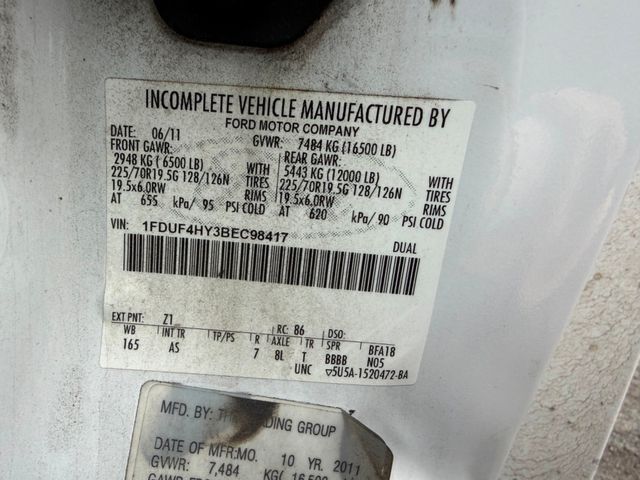 INCOMPLETE VEHICLE MANUFACTURED BY
FORD MOTOR COMPANY
DATE: 06/11 GVWR: 7484 KG (16500 LB)
FRONT GAWR: REAR GAWR:
2948 KG ( 6500 LB) WITH 5443 KG (12000 LB) WITH
225/70R19.5G 128/126N TIRES 225/70R19.5G 128/126N TIRES
19.5x6.0RW RIMS 19.5x6.0RW RIMS
AT 655 kPa/ 95 PSI COLD AT 620 kPa/ 90 PSI COLD
VIN: 1FDUF4HY3BEC98417 DUAL
EXT PNT: Z1 RC: 86 DSO:
WB INT TR TP/PS R AXLE TR SPR BFA18
165 AS 7 8L T BBBB N05
UNC ▽5U5A-1520472-BA
MFD. BY: ING GROUP
DATE OF MFR:MO. 10 YR. 2011
GVWR: 7,484 KG( 16,500